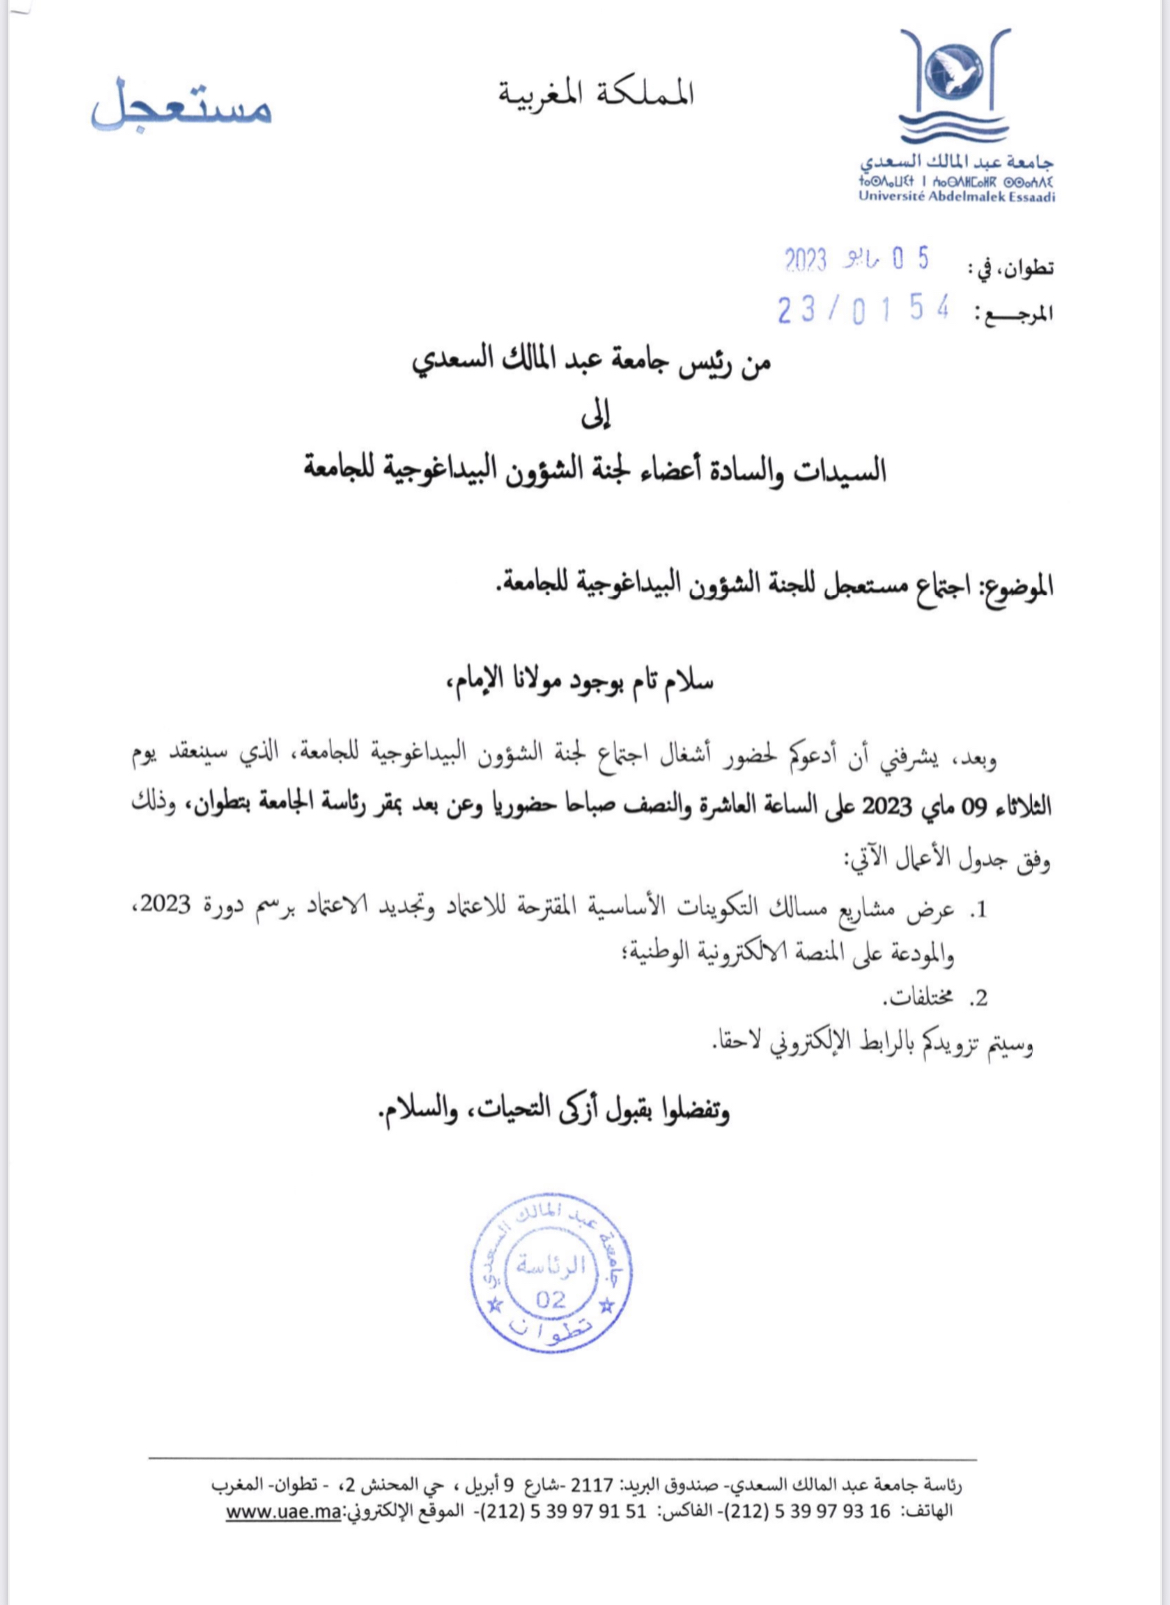 مستعجل
المملكة المغربية
جامعة عبد المالك السعدي
ⵜⴰⵙⴷⴰⵡⵉⵜ ⵏ ⵄⴰⴱⴷⵍⵎⴰⵍⴽ ⵙⵙⴰⵄⴷⵉ
Université Abdelmalek Essaadi
تطوان، في: 05 مايو 2023
المرجـــع: 23/0154
من رئيس جامعة عبد المالك السعدي
إلى
السيدات والسادة أعضاء لجنة الشؤون البيداغوجية للجامعة
الموضوع: اجتماع مستعجل للجنة الشؤون البيداغوجية للجامعة.
سلام تام بوجود مولانا الإمام،
وبعد، يشرفني أن أدعوكم لحضور أشغال اجتماع لجنة الشؤون البيداغوجية للجامعة، الذي سينعقد يوم
الثلاثاء 09 ماي 2023 على الساعة العاشرة والنصف صباحا حضوريا وعن بعد بمقر رئاسة الجامعة بتطوان، وذلك
وفق جدول الأعمال الآتي:
1. عرض مشاريع مسالك التكوينات الأساسية المقترحة للاعتماد وتجديد الاعتماد برسم دورة 2023،
والمودعة على المنصة الالكترونية الوطنية؛
2. مختلفات.
وسيتم تزويدكم بالرابط الإلكتروني لاحقا.
وتفضلوا بقبول أزكى التحيات، والسلام.
جامعة عبد المالك السعدي
الرئاسة
02
تطوان
رئاسة جامعة عبد المالك السعدي- صندوق البريد: 2117 -شارع 9 أبريل ، حي المحنش 2، - تطوان- المغرب
الهاتف: 16 93 97 39 5 (212)- الفاكس: 51 91 97 39 5 (212)- الموقع الإلكتروني:www.uae.ma